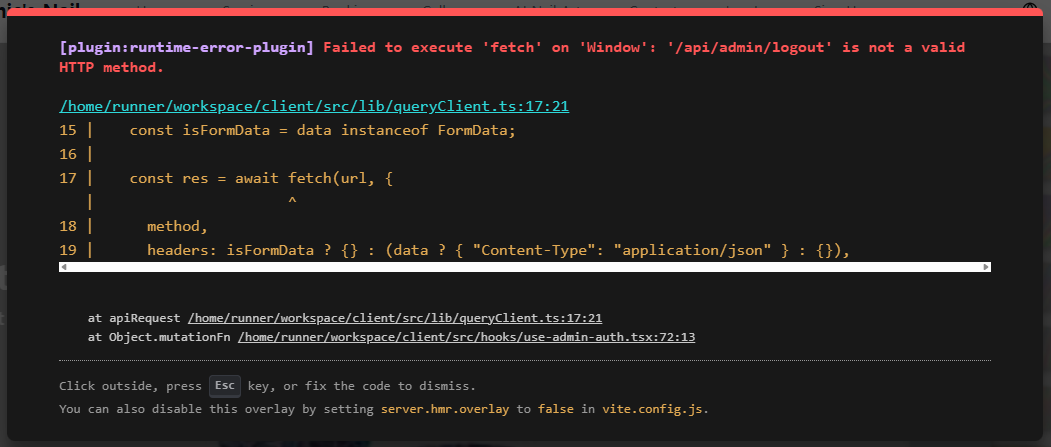 [plugin:runtime-error-plugin] Failed to execute 'fetch' on 'Window': '/api/admin/logout' is not a valid
HTTP method.
/home/runner/workspace/client/src/lib/queryClient.ts:17:21
15 |    const isFormData = data instanceof FormData;
16 |
17 |    const res = await fetch(url, {
   |                      ^
18 |      method,
19 |      headers: isFormData ? {} : (data ? { "Content-Type": "application/json" } : {}),
at apiRequest /home/runner/workspace/client/src/lib/queryClient.ts:17:21
at Object.mutationFn /home/runner/workspace/client/src/hooks/use-admin-auth.tsx:72:13
Click outside, press Esc key, or fix the code to dismiss.
You can also disable this overlay by setting server.hmr.overlay to false in vite.config.js.